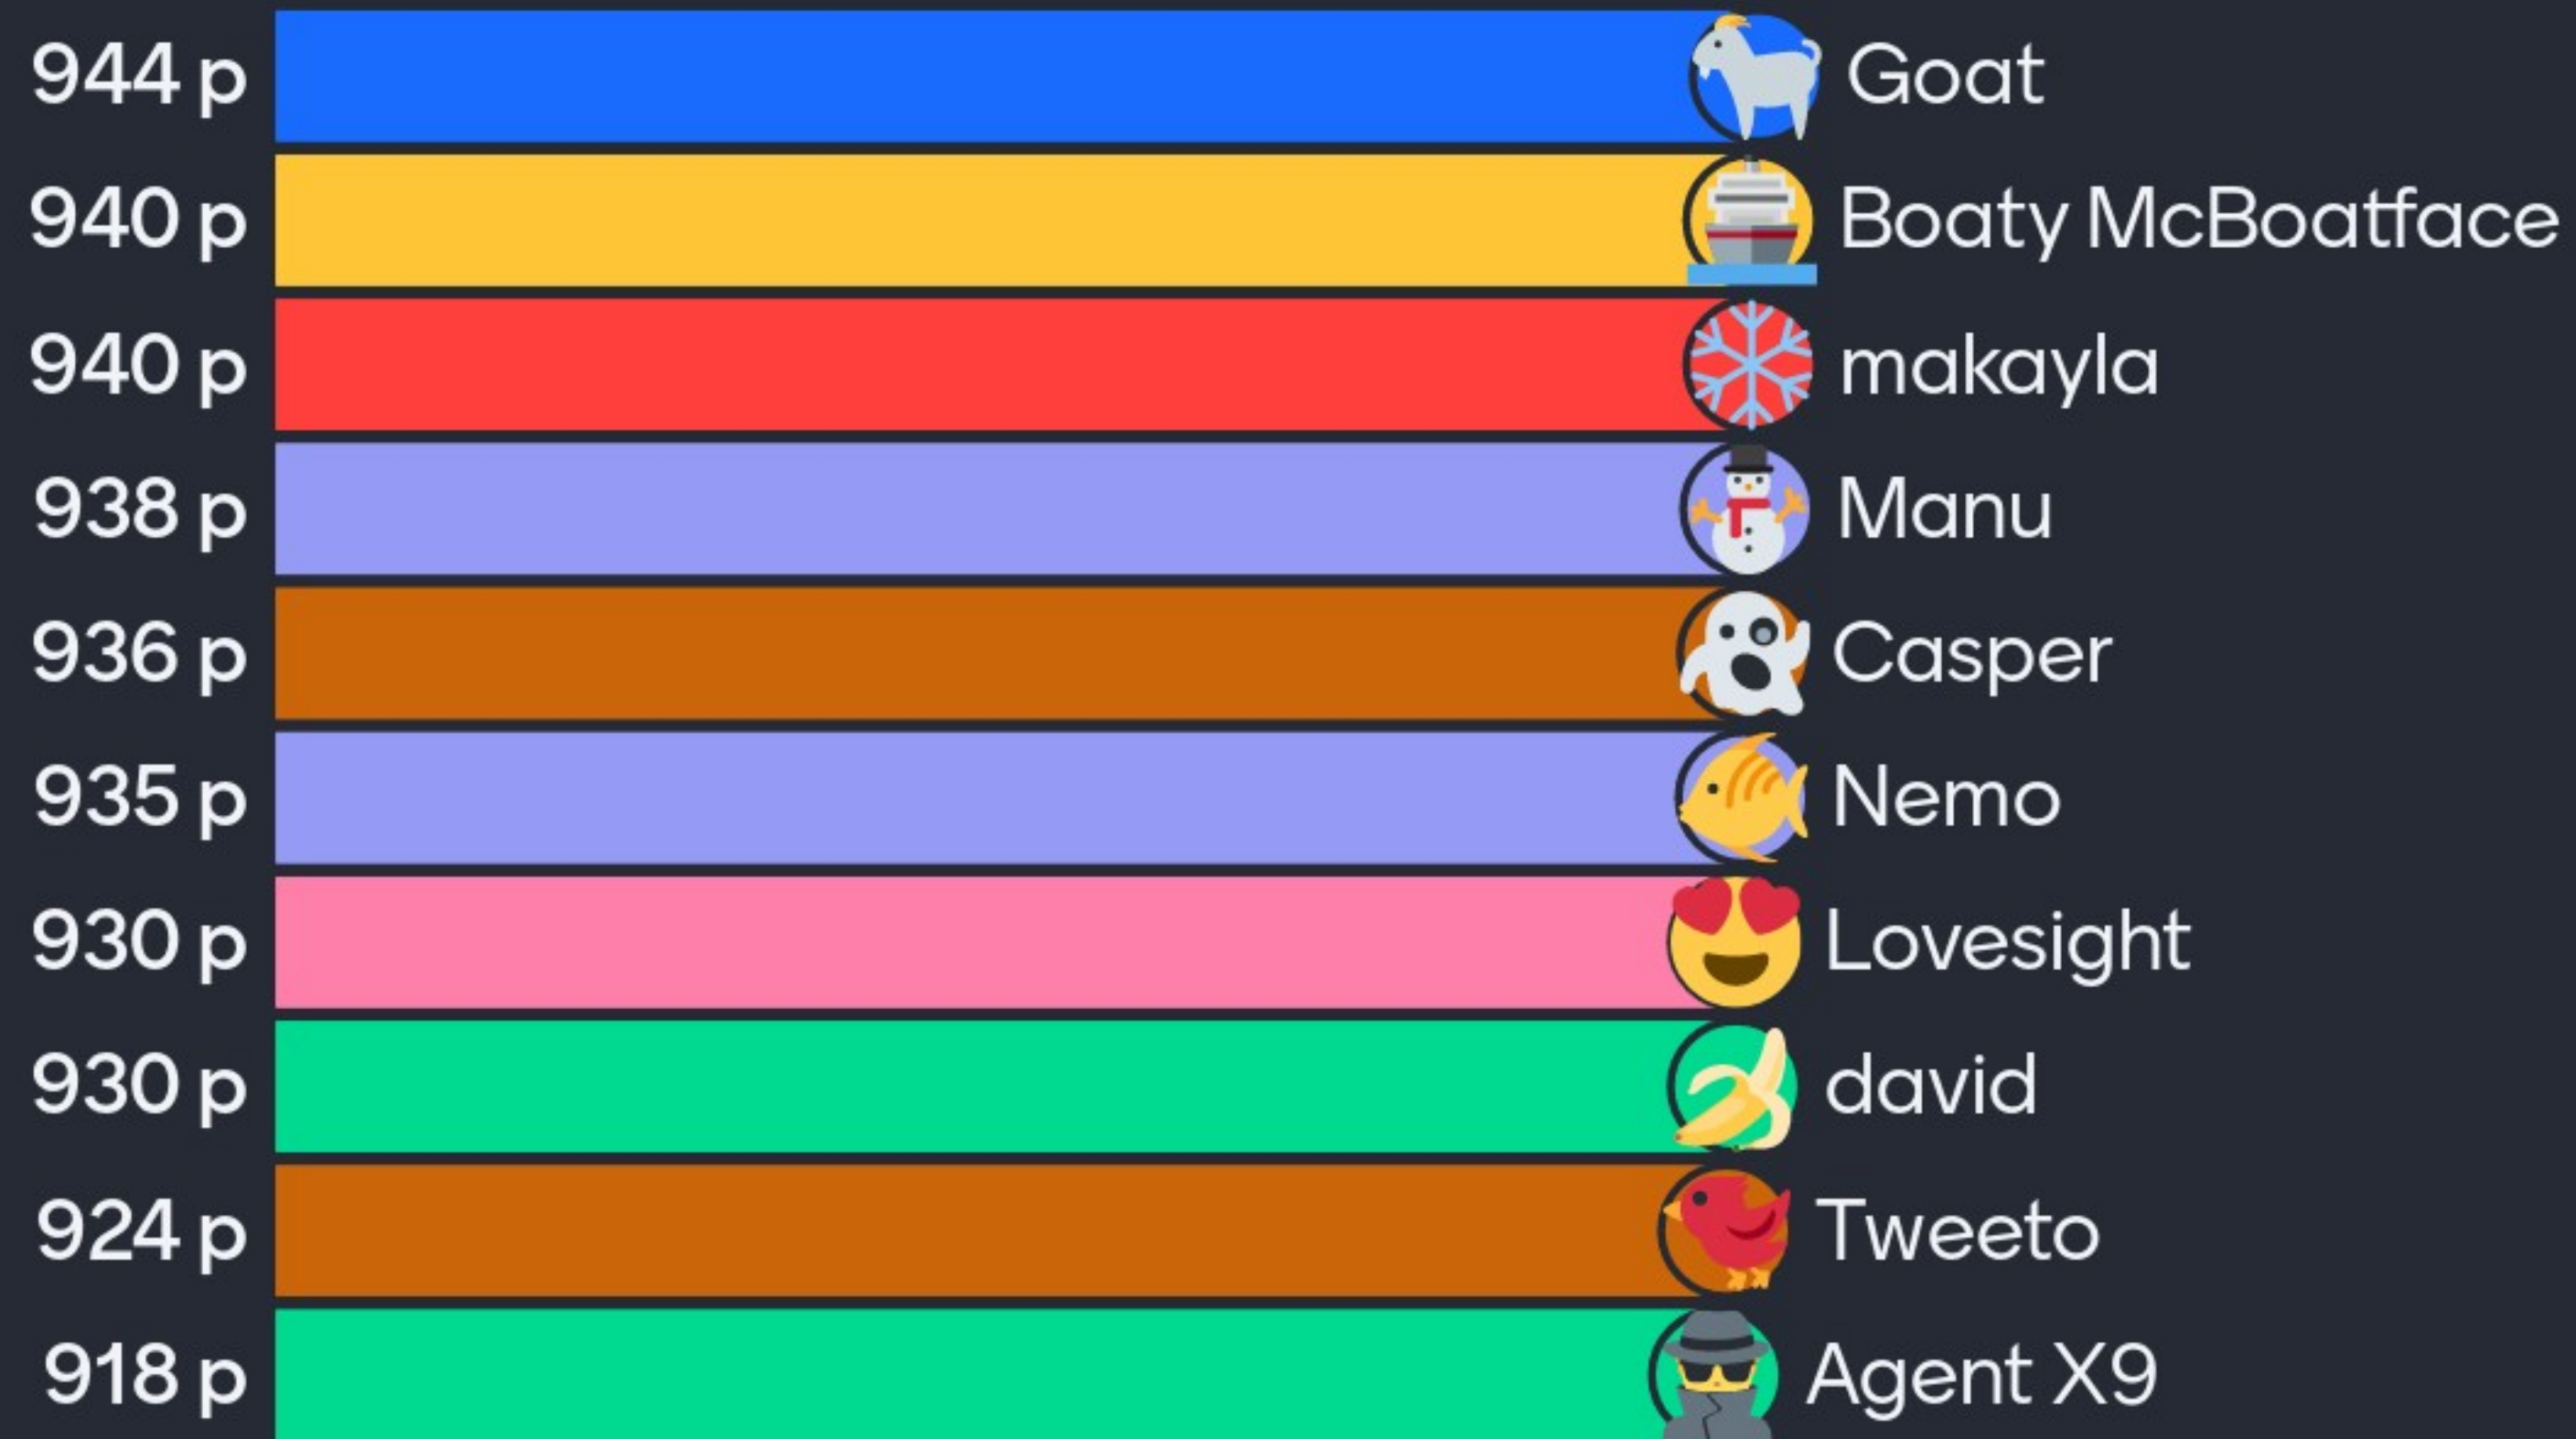 944 p Goat
940 p Boaty McBoatface
940 p makayla
938 p Manu
936 p Casper
935 p Nemo
930 p Lovesight
930 p david
924 p Tweeto
918 p Agent X9